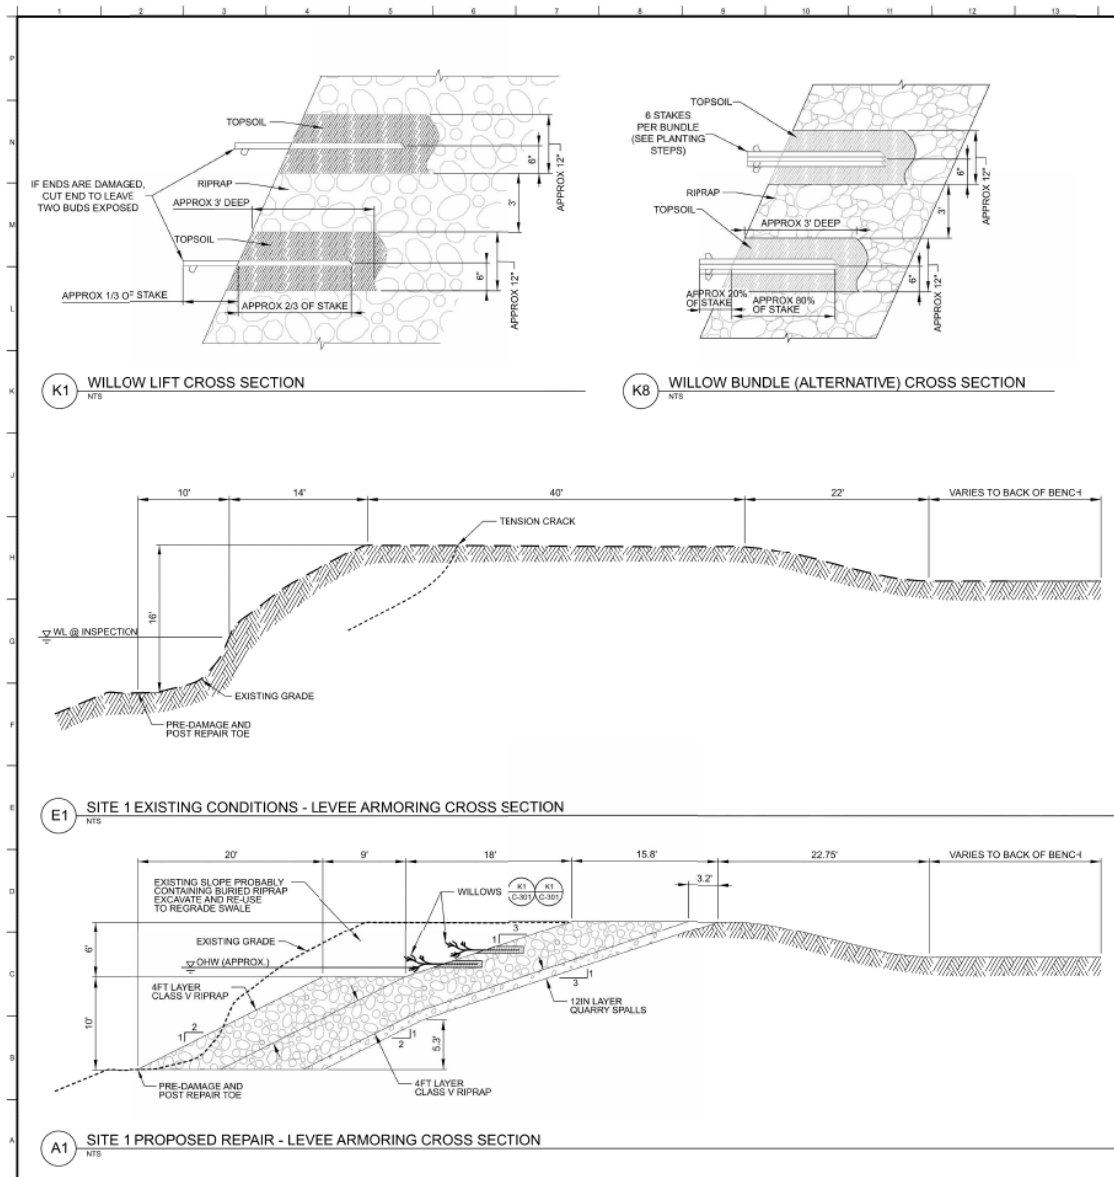 1 2 3 4 5 6 7 8 9 10 11 12 13
P
N
M
L
K
J
H
G
F
E
D
C
B
A
TOPSOIL
IF ENDS ARE DAMAGED,
CUT END TO LEAVE
TWO BUDS EXPOSED
RIPRAP
APPROX 3' DEEP
TOPSOIL
APPROX 1/3 OF STAKE
APPROX 2/3 OF STAKE
6"
APPROX 12"
3'
6"
APPROX 12"
K1
WILLOW LIFT CROSS SECTION
NTS
TOPSOIL
6 STAKES
PER BUNDLE
(SEE PLANTING
STEPS)
RIPRAP
TOPSOIL
APPROX 3' DEEP
APPROX 20%
OF STAKE
APPROX 80%
OF STAKE
6"
APPROX 12"
3'
6"
APPROX 12"
K8
WILLOW BUNDLE (ALTERNATIVE) CROSS SECTION
NTS
10' 14' 40' 22' VARIES TO BACK OF BENCH
TENSION CRACK
16'
WL @ INSPECTION
EXISTING GRADE
PRE-DAMAGE AND
POST REPAIR TOE
E1
SITE 1 EXISTING CONDITIONS - LEVEE ARMORING CROSS SECTION
NTS
20' 9' 18' 15.8' 22.75' VARIES TO BACK OF BENCH
3.2'
EXISTING SLOPE PROBABLY
CONTAINING BURIED RIPRAP
EXCAVATE AND RE-USE
TO REGRADE SWALE
WILLOWS
K1 K1
C-301 C-301
EXISTING GRADE
6'
OHW (APPROX.)
1 3
4FT LAYER
CLASS V RIPRAP
1
3
12IN LAYER
QUARRY SPALLS
10'
2
1
1
2
5.3'
PRE-DAMAGE AND
POST REPAIR TOE
4FT LAYER
CLASS V RIPRAP
A1
SITE 1 PROPOSED REPAIR - LEVEE ARMORING CROSS SECTION
NTS